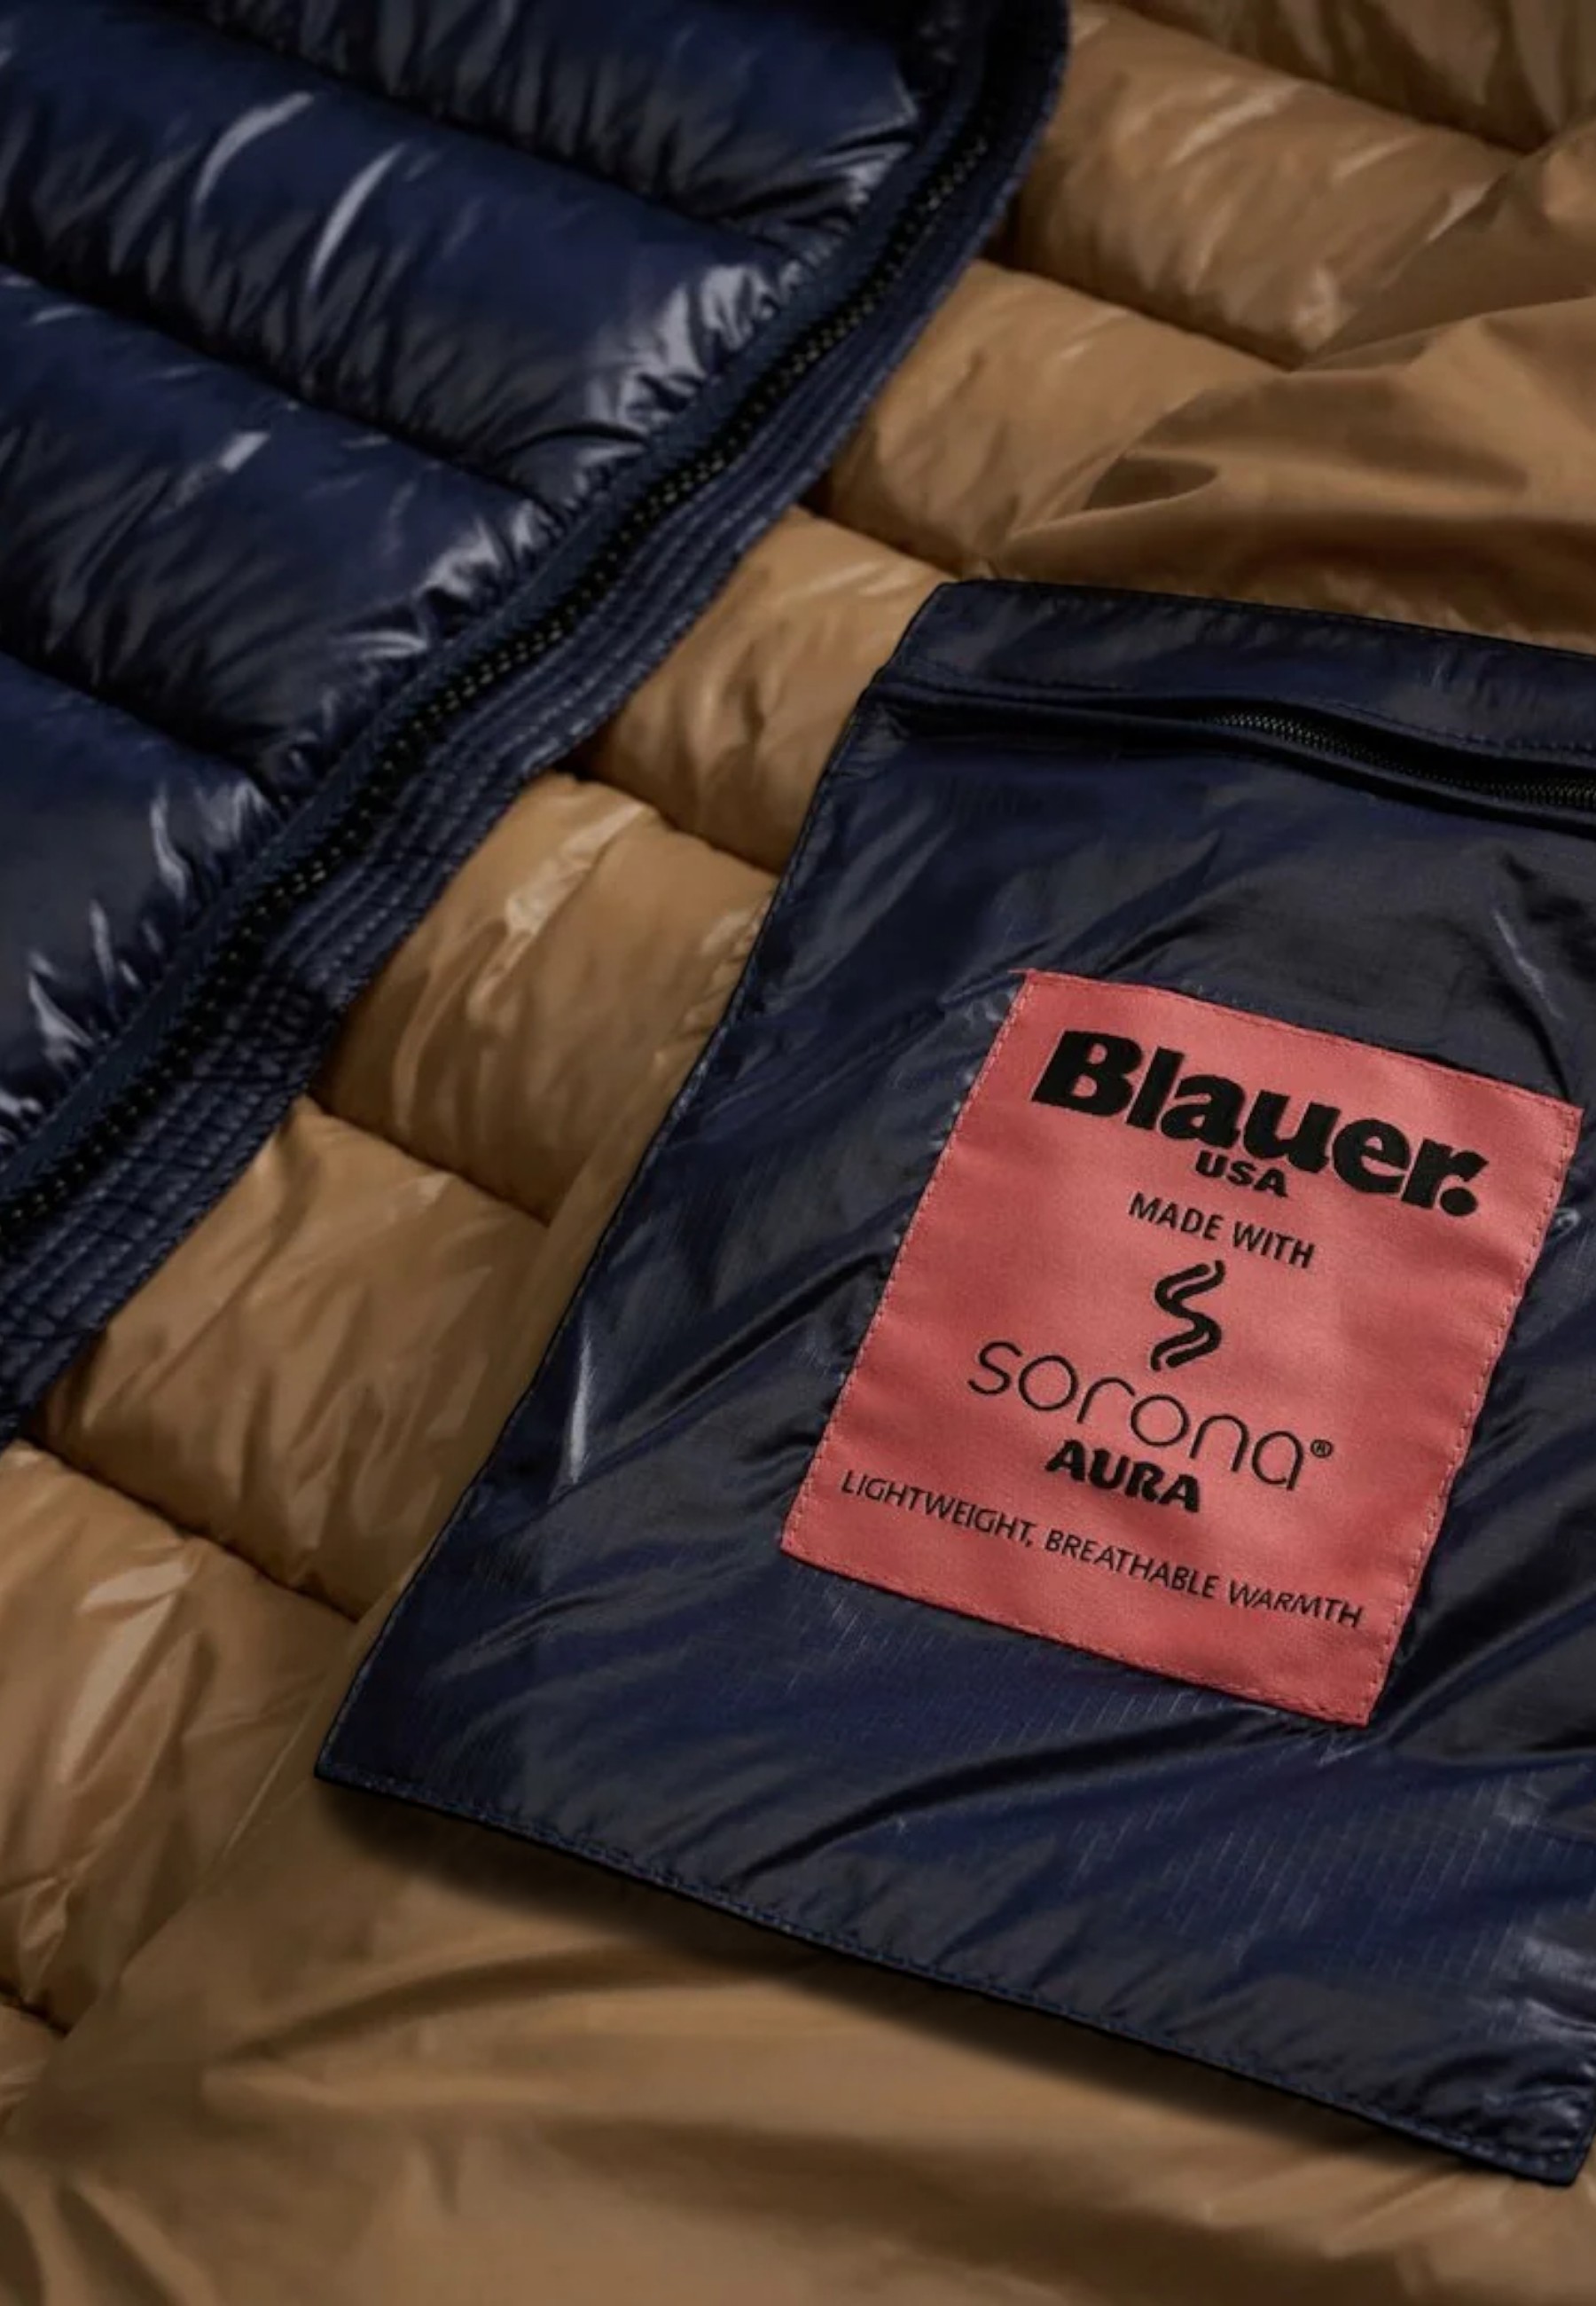 Blauer.
USA
MADE WITH
sorona®
AURA
LIGHTWEIGHT, BREATHABLE WARMTH